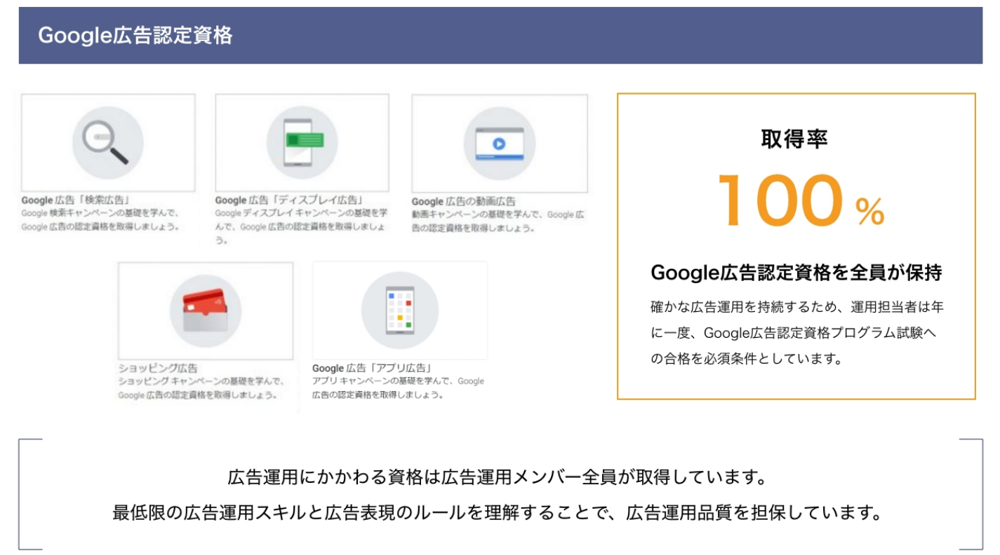 Google広告認定資格
Google 広告「検索広告」
Google 検索キャンペーンの基礎を学んで、
Google 広告の認定資格を取得しましょう。
Google 広告「ディスプレイ広告」
Google ディスプレイ キャンペーンの基礎を学
んで、Google 広告の認定資格を取得しましょ
う。
Google 広告の動画広告
動画キャンペーンの基礎を学んで、Google 広
告の認定資格を取得しましょう。
ショッピング広告
ショッピング キャンペーンの基礎を学んで、
Google 広告の認定資格を取得しましょう。
Google 広告「アプリ広告」
アプリ キャンペーンの基礎を学んで、Google
広告の認定資格を取得しましょう。
取得率
100 %
Google広告認定資格を全員が保持
確かな広告運用を持続するため、運用担当者は年
に一度、Google広告認定資格プログラム試験へ
の合格を必須条件としています。
広告運用にかかわる資格は広告運用メンバー全員が取得しています。
最低限の広告運用スキルと広告表現のルールを理解することで、広告運用品質を担保しています。